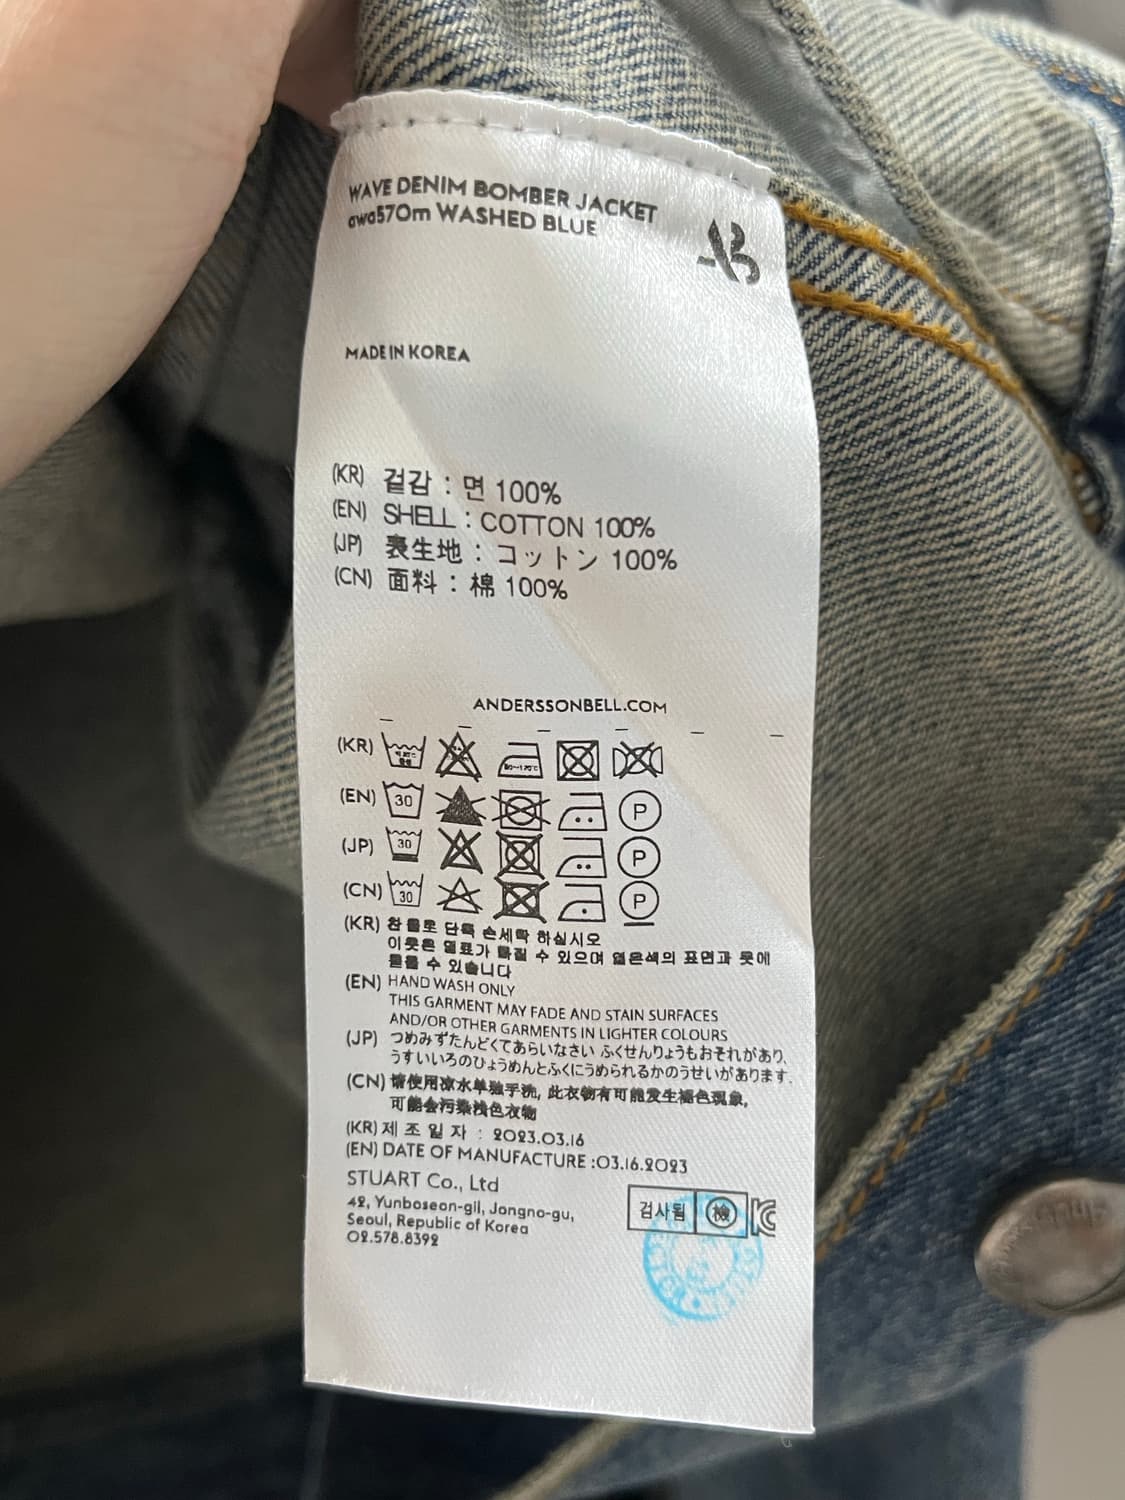 WAVE DENIM BOMBER JACKET
awa570m WASHED BLUE
AB
MADE IN KOREA
(KR) 겉감 : 면 100%
(EN) SHELL : COTTON 100%
(JP) 表生地 : コットン 100%
(CN) 面料 : 棉 100%
ANDERSSONBELL.COM
(KR)
(EN) 30 P
(JP) 30 P
(CN) 30 P
(KR) 찬 물로 단독 손세탁 하십시오
이옷은 염료가 빠질 수 있으며 엷은색의 표면과 옷에
물들 수 있습니다
(EN) HAND WASH ONLY
THIS GARMENT MAY FADE AND STAIN SURFACES
AND/OR OTHER GARMENTS IN LIGHTER COLOURS
(JP) つめみずたんどくてあらいなさい ふくせんりょうもおそれがあり、
うすいいろのひょうめんとふくにうめられるかのうせいがあります.
(CN) 请使用凉水单独手洗, 此衣物有可能发生褪色现象,
可能会污染浅色衣物
(KR) 제 조 일 자 : 2023.03.16
(EN) DATE OF MANUFACTURE :03.16.2023
STUART Co., Ltd
42, Yunboseon-gil, Jongno-gu,
Seoul, Republic of Korea
02.578.8392
검사필 檢 KC